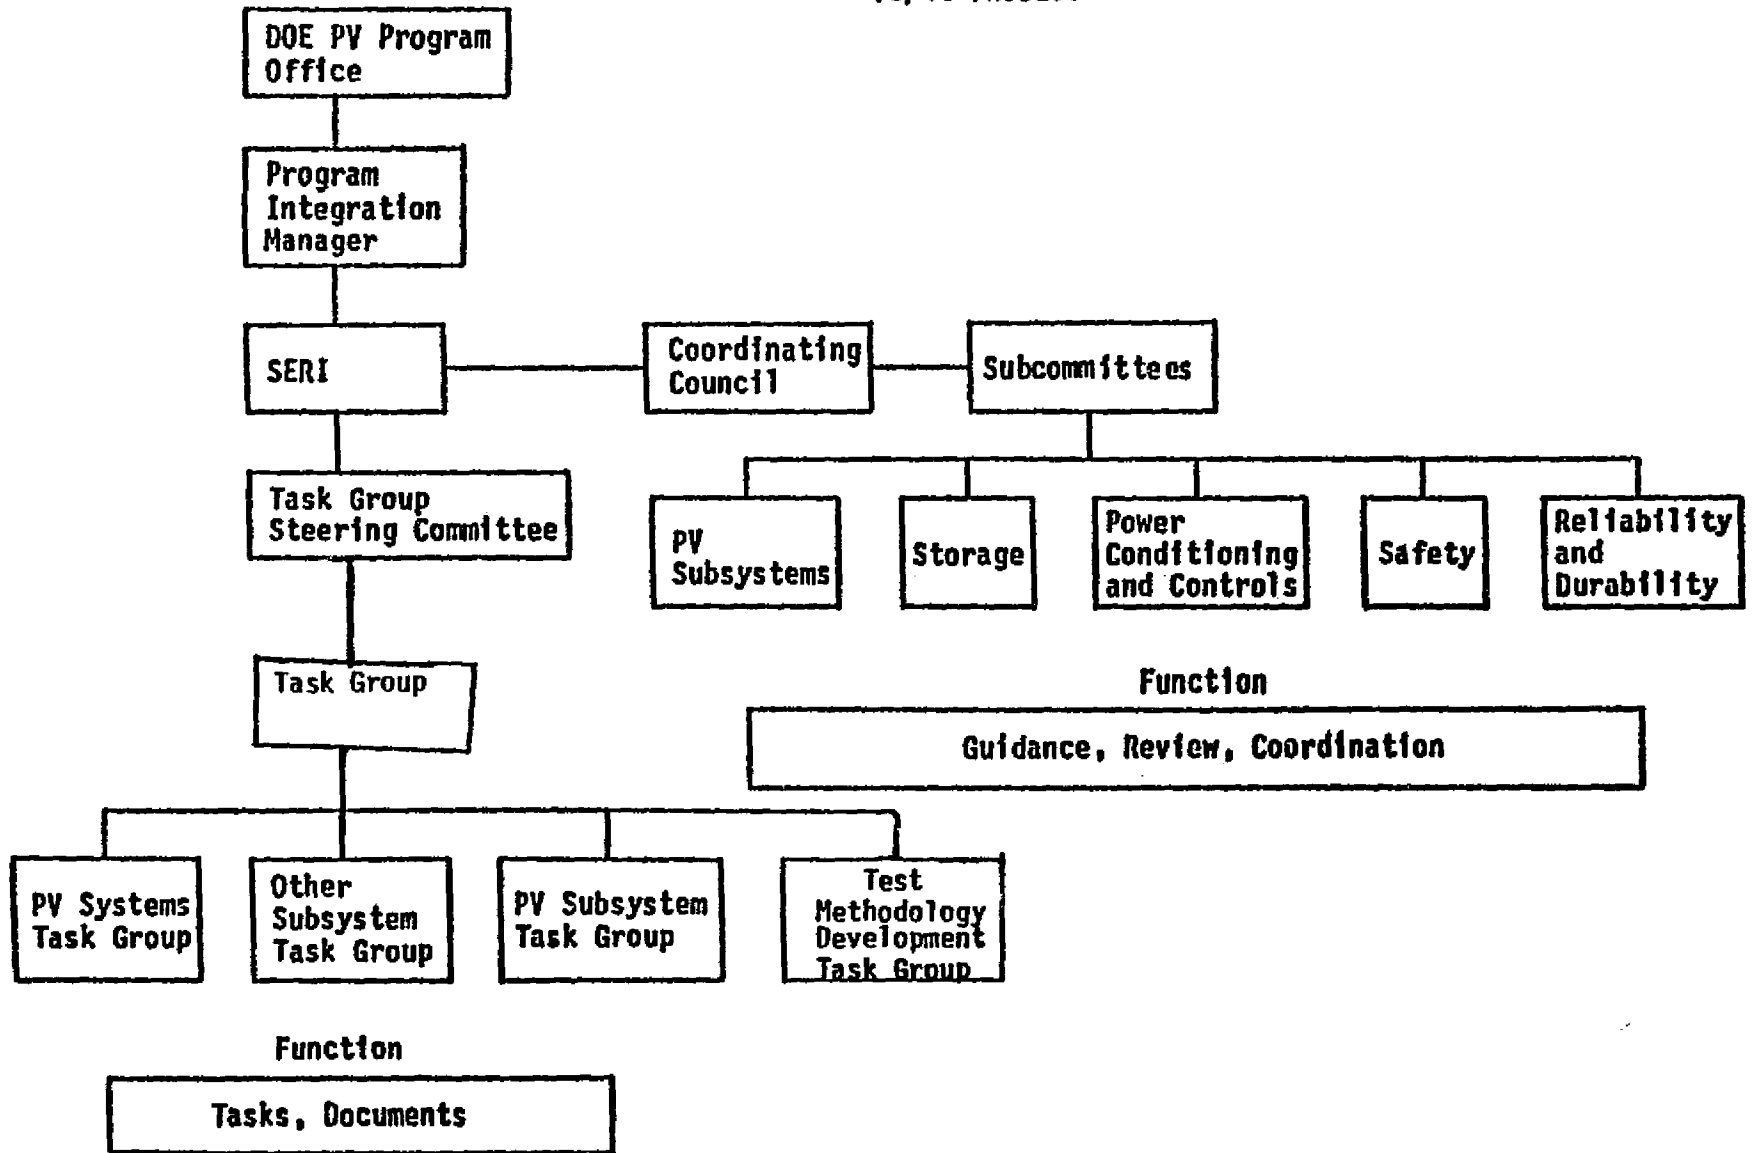 DOE PV Program
Office
Program
Integration
Manager
SERI
Coordinating
Council
Subcommittees
Task Group
Steering Committee
PV
Subsystems
Storage
Power
Conditioning
and Controls
Safety
Reliability
and
Durability
Task Group
Function
Guidance, Review, Coordination
PV Systems
Task Group
Other
Subsystem
Task Group
PV Subsystem
Task Group
Test
Methodology
Development
Task Group
Function
Tasks, Documents